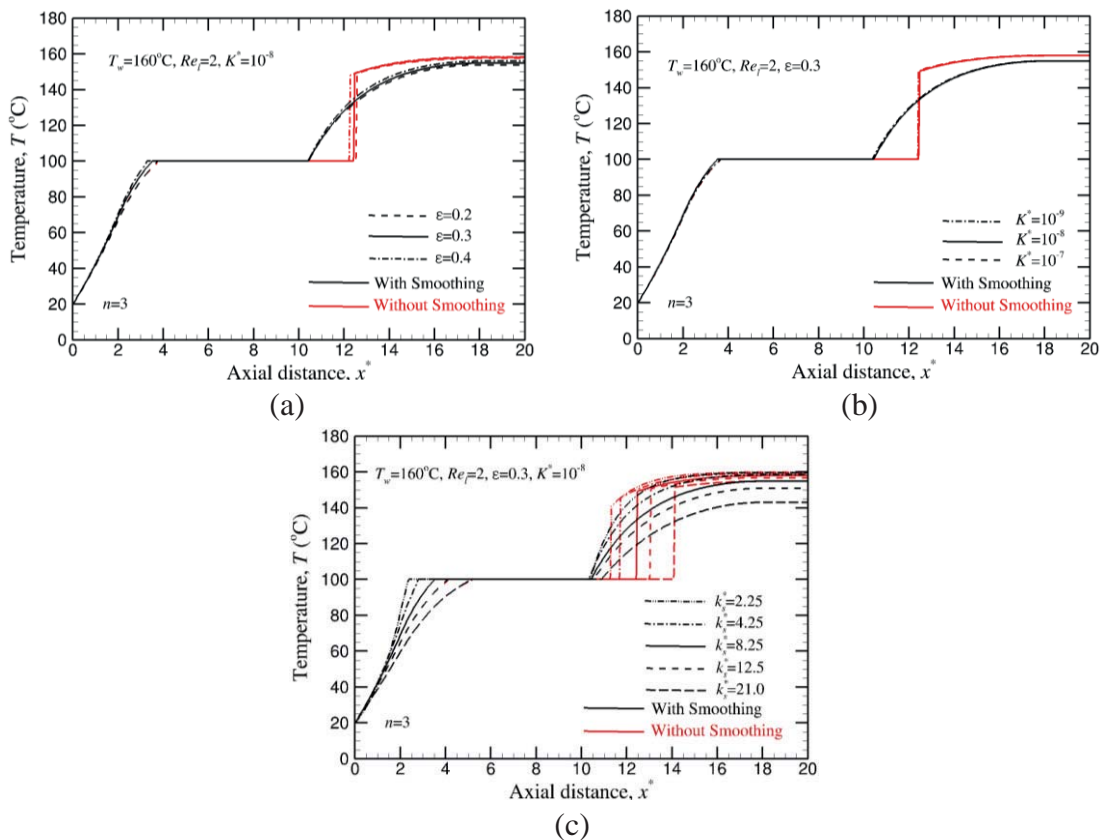 180
160
140
120
100
80
60
40
20
0
Temperature, T (°C)
T_w=160°C, Re_l=2, K*=10^-8
ε=0.2
ε=0.3
ε=0.4
With Smoothing
Without Smoothing
n=3
0 2 4 6 8 10 12 14 16 18 20
Axial distance, x*
(a)
180
160
140
120
100
80
60
40
20
0
Temperature, T (°C)
T_w=160°C, Re_l=2, ε=0.3
K*=10^-9
K*=10^-8
K*=10^-7
With Smoothing
Without Smoothing
n=3
0 2 4 6 8 10 12 14 16 18 20
Axial distance, x*
(b)
180
160
140
120
100
80
60
40
20
0
Temperature, T (°C)
T_w=160°C, Re_l=2, ε=0.3, K*=10^-8
k_s*=2.25
k_s*=4.25
k_s*=8.25
k_s*=12.5
k_s*=21.0
With Smoothing
Without Smoothing
n=3
0 2 4 6 8 10 12 14 16 18 20
Axial distance, x*
(c)